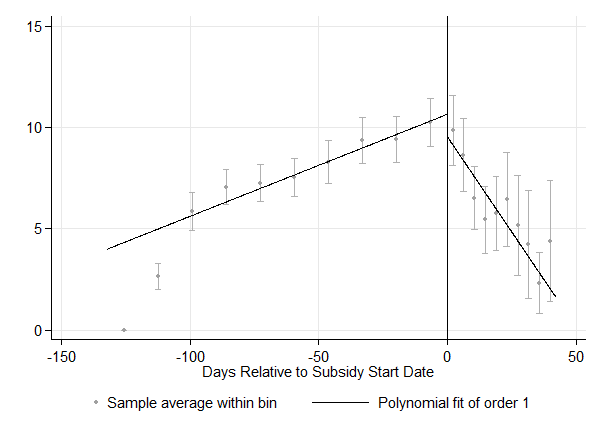 15
10
5
0
-150 -100 -50 0 50
Days Relative to Subsidy Start Date
Sample average within bin Polynomial fit of order 1